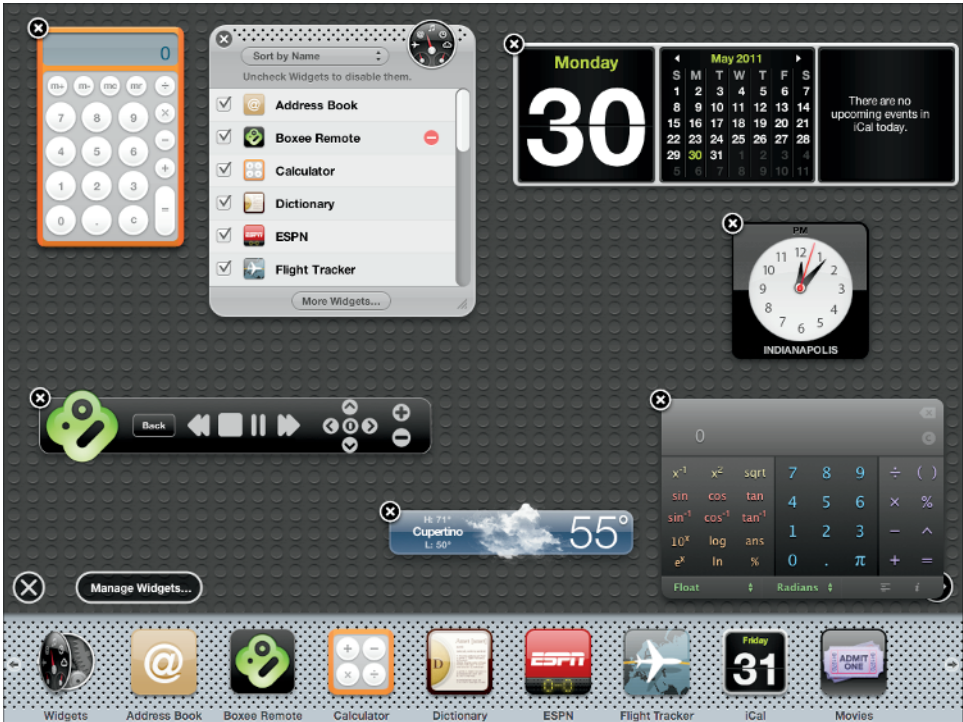 0
m+ m- mc mr ÷
7 8 9 ×
4 5 6 −
1 2 3 +
0 . c =
Sort by Name
Uncheck Widgets to disable them.
Address Book
Boxee Remote
Calculator
Dictionary
ESPN
ESPN
Flight Tracker
More Widgets...
Monday
30
May 2011
S M T W T F S
1 2 3 4 5 6 7
8 9 10 11 12 13 14
15 16 17 18 19 20 21
22 23 24 25 26 27 28
29 30 31 1 2 3 4
5 6 7 8 9 10 11
There are no
upcoming events in
iCal today.
PM
12 1 2 3 4 5 6 7 8 9 10 11
INDIANAPOLIS
Back
H: 71°
Cupertino
L: 50°
55°
0
C
x⁻¹ x² sqrt 7 8 9 ÷ ( )
sin cos tan 4 5 6 × %
sin⁻¹ cos⁻¹ tan⁻¹ 1 2 3 − ^
10ˣ log ans
eˣ ln % 0 . π + =
Float Radians i
Manage Widgets...
@
D
ESPN
0-0
Friday
31
ADMIT
ONE
Widgets Address Book Boxee Remote Calculator Dictionary ESPN Flight Tracker iCal Movies